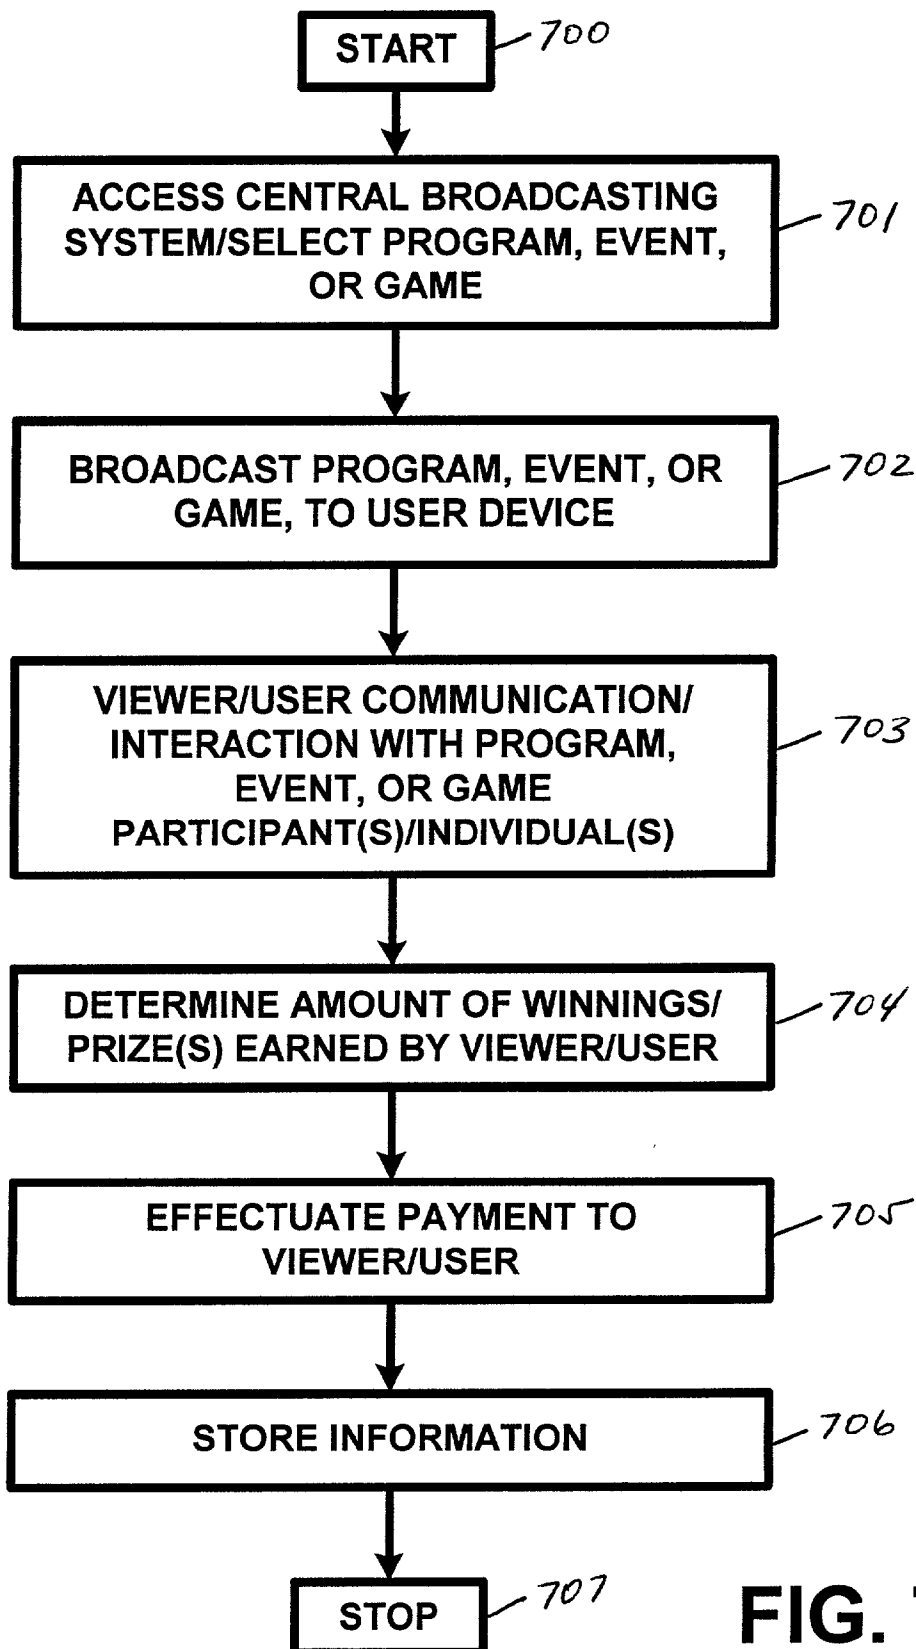 START
700
ACCESS CENTRAL BROADCASTING
SYSTEM/SELECT PROGRAM, EVENT,
OR GAME
701
BROADCAST PROGRAM, EVENT, OR
GAME, TO USER DEVICE
702
VIEWER/USER COMMUNICATION/
INTERACTION WITH PROGRAM,
EVENT, OR GAME
PARTICIPANT(S)/INDIVIDUAL(S)
703
DETERMINE AMOUNT OF WINNINGS/
PRIZE(S) EARNED BY VIEWER/USER
704
EFFECTUATE PAYMENT TO
VIEWER/USER
705
STORE INFORMATION
706
STOP
707
FIG.